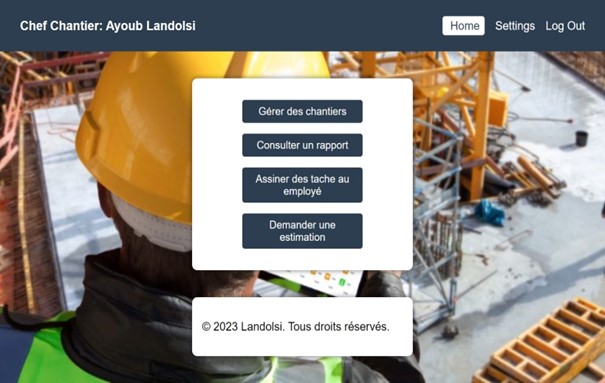 Chef Chantier: Ayoub Landolsi
Home Settings Log Out
Gérer des chantiers
Consulter un rapport
Assiner des tache au
employé
Demander une
estimation
© 2023 Landolsi. Tous droits réservés.